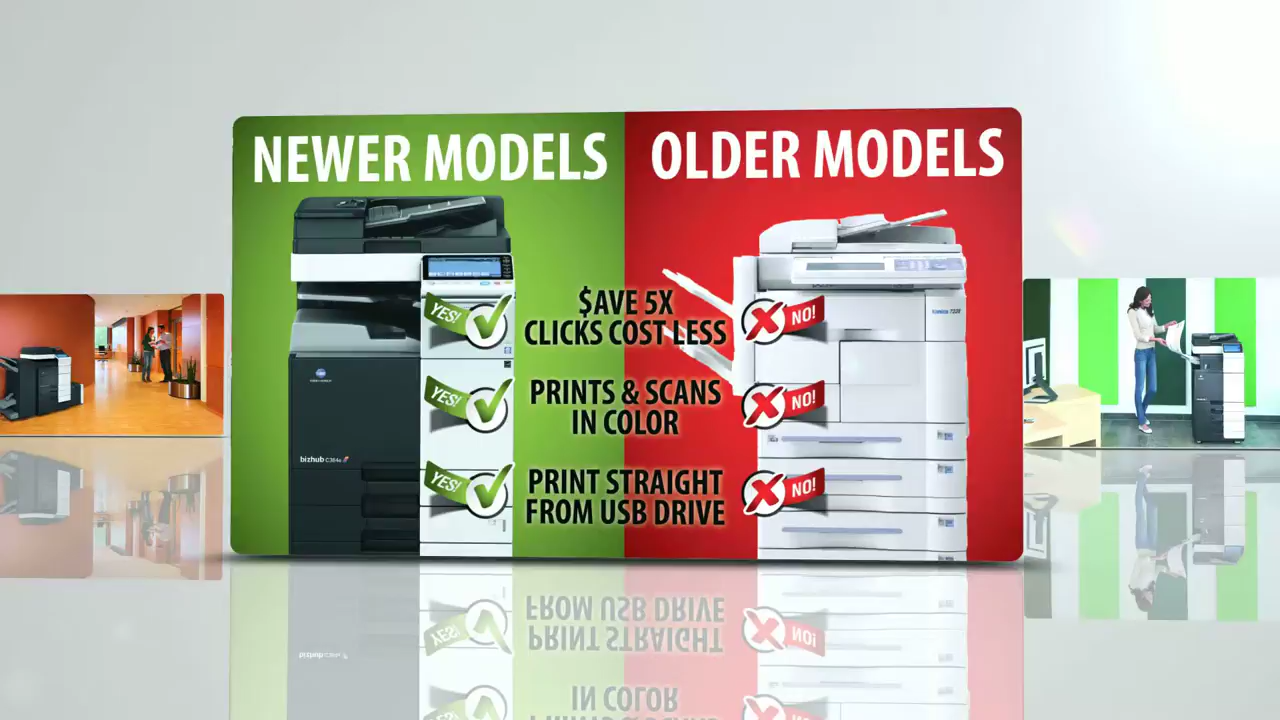 NEWER MODELS
OLDER MODELS
YES!
$AVE 5X
CLICKS COST LESS
NO!
YES!
PRINTS & SCANS
IN COLOR
NO!
bizhub C364e
YES!
PRINT STRAIGHT
FROM USB DRIVE
NO!